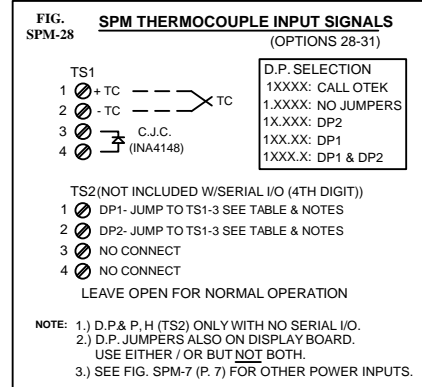 FIG.
SPM-28
SPM THERMOCOUPLE INPUT SIGNALS
(OPTIONS 28-31)
TS1
1 + TC
2 - TC
TC
3
4
C.J.C.
(INA4148)
D.P. SELECTION
1XXXX: CALL OTEK
1.XXXX: NO JUMPERS
1X.XXX: DP2
1XX.XX: DP1
1XXX.X: DP1 & DP2
TS2(NOT INCLUDED W/SERIAL I/O (4TH DIGIT))
1 DP1- JUMP TO TS1-3 SEE TABLE & NOTES
2 DP2- JUMP TO TS1-3 SEE TABLE & NOTES
3 NO CONNECT
4 NO CONNECT
LEAVE OPEN FOR NORMAL OPERATION
NOTE: 1.) D.P.& P, H (TS2) ONLY WITH NO SERIAL I/O.
2.) D.P. JUMPERS ALSO ON DISPLAY BOARD.
USE EITHER / OR BUT NOT BOTH.
3.) SEE FIG. SPM-7 (P. 7) FOR OTHER POWER INPUTS.